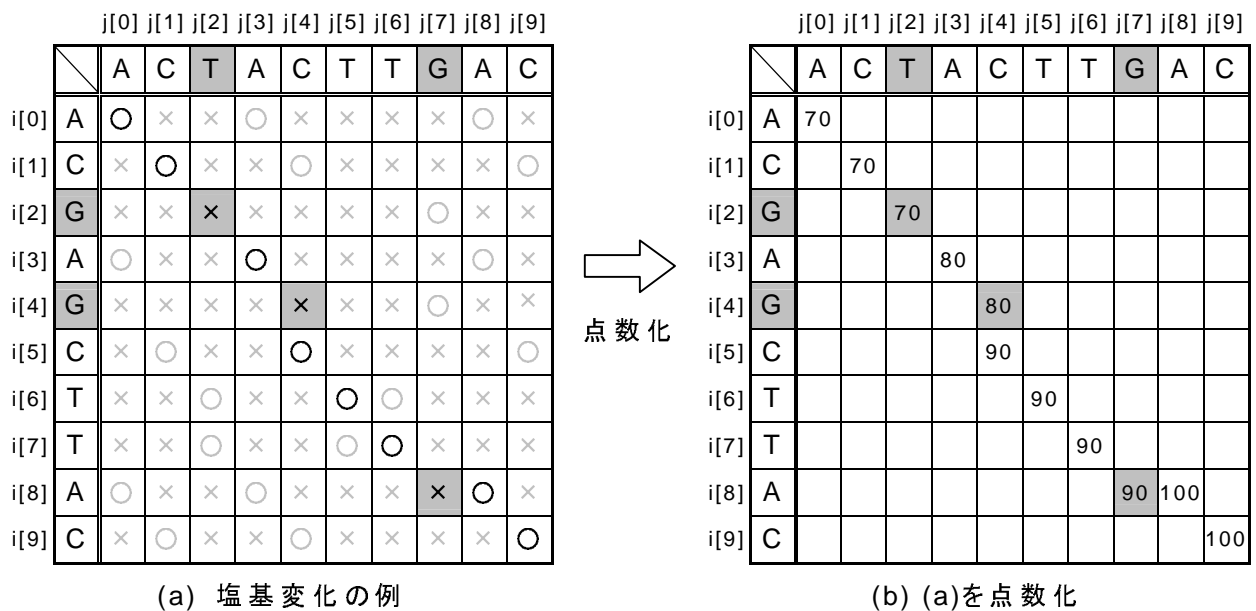 j[0] j[1] j[2] j[3] j[4] j[5] j[6] j[7] j[8] j[9]
A C T A C T T G A C
i[0] A ○ × × ○ × × × × ○ ×
i[1] C × ○ × × ○ × × × × ○
i[2] G × × × × × × × ○ × ×
i[3] A ○ × × ○ × × × × ○ ×
i[4] G × × × × × × × ○ × ×
i[5] C × ○ × × ○ × × × × ○
i[6] T × × ○ × × ○ ○ × × ×
i[7] T × × ○ × × ○ ○ × × ×
i[8] A ○ × × ○ × × × × ○ ×
i[9] C × ○ × × ○ × × × × ○
(a) 塩基変化の例
点数化
j[0] j[1] j[2] j[3] j[4] j[5] j[6] j[7] j[8] j[9]
A C T A C T T G A C
i[0] A 70
i[1] C 70
i[2] G 70
i[3] A 80
i[4] G 80
i[5] C 90
i[6] T 90
i[7] T 90
i[8] A 90 100
i[9] C 100
(b) (a)を点数化